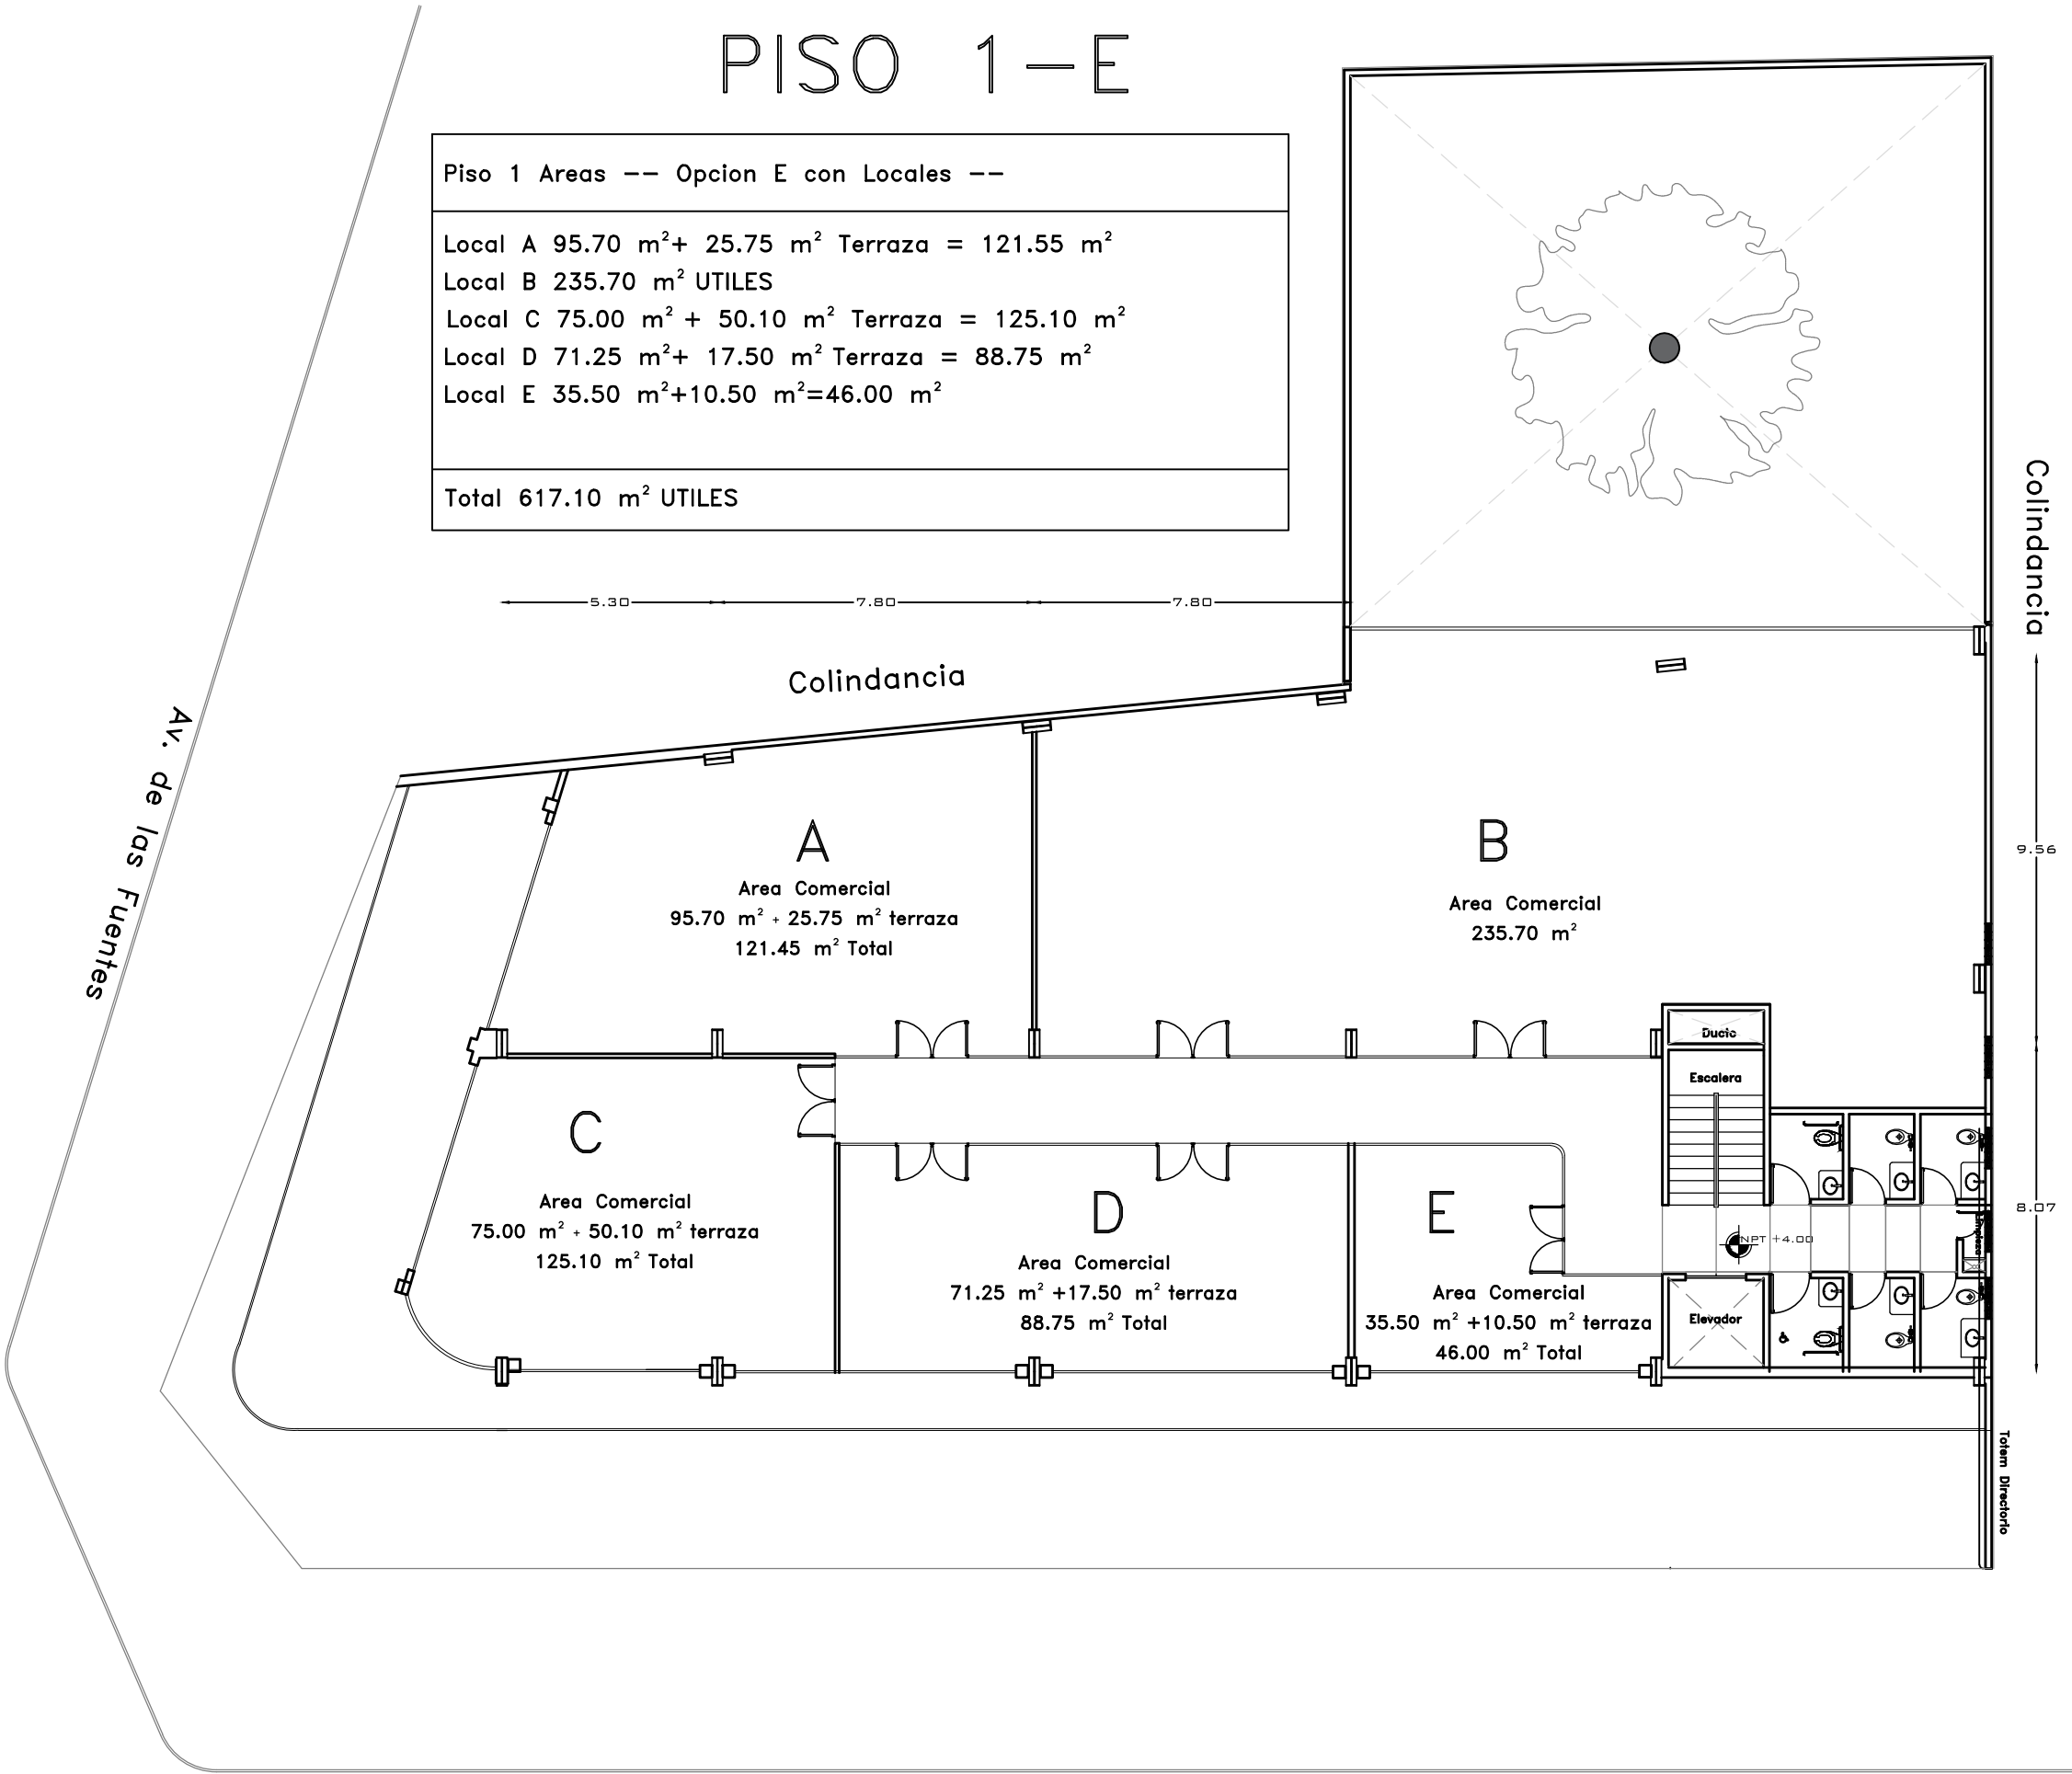 PISO 1-E
Piso 1 Areas -- Opcion E con Locales --
Local A 95.70 m²+ 25.75 m² Terraza = 121.55 m²
Local B 235.70 m² UTILES
Local C 75.00 m² + 50.10 m² Terraza = 125.10 m²
Local D 71.25 m²+ 17.50 m² Terraza = 88.75 m²
Local E 35.50 m²+10.50 m²=46.00 m²
Total 617.10 m² UTILES
Colindancia
5.30
7.80
7.80
Colindancia
Av. de las Fuentes
A
Area Comercial
95.70 m² + 25.75 m² terraza
121.45 m² Total
B
Area Comercial
235.70 m²
9.56
Ducto
Escalera
C
Area Comercial
75.00 m² + 50.10 m² terraza
125.10 m² Total
D
Area Comercial
71.25 m² +17.50 m² terraza
88.75 m² Total
E
Area Comercial
35.50 m² +10.50 m² terraza
46.00 m² Total
NPT +4.00
Limpieza
8.07
Elevador
Totem Directorio